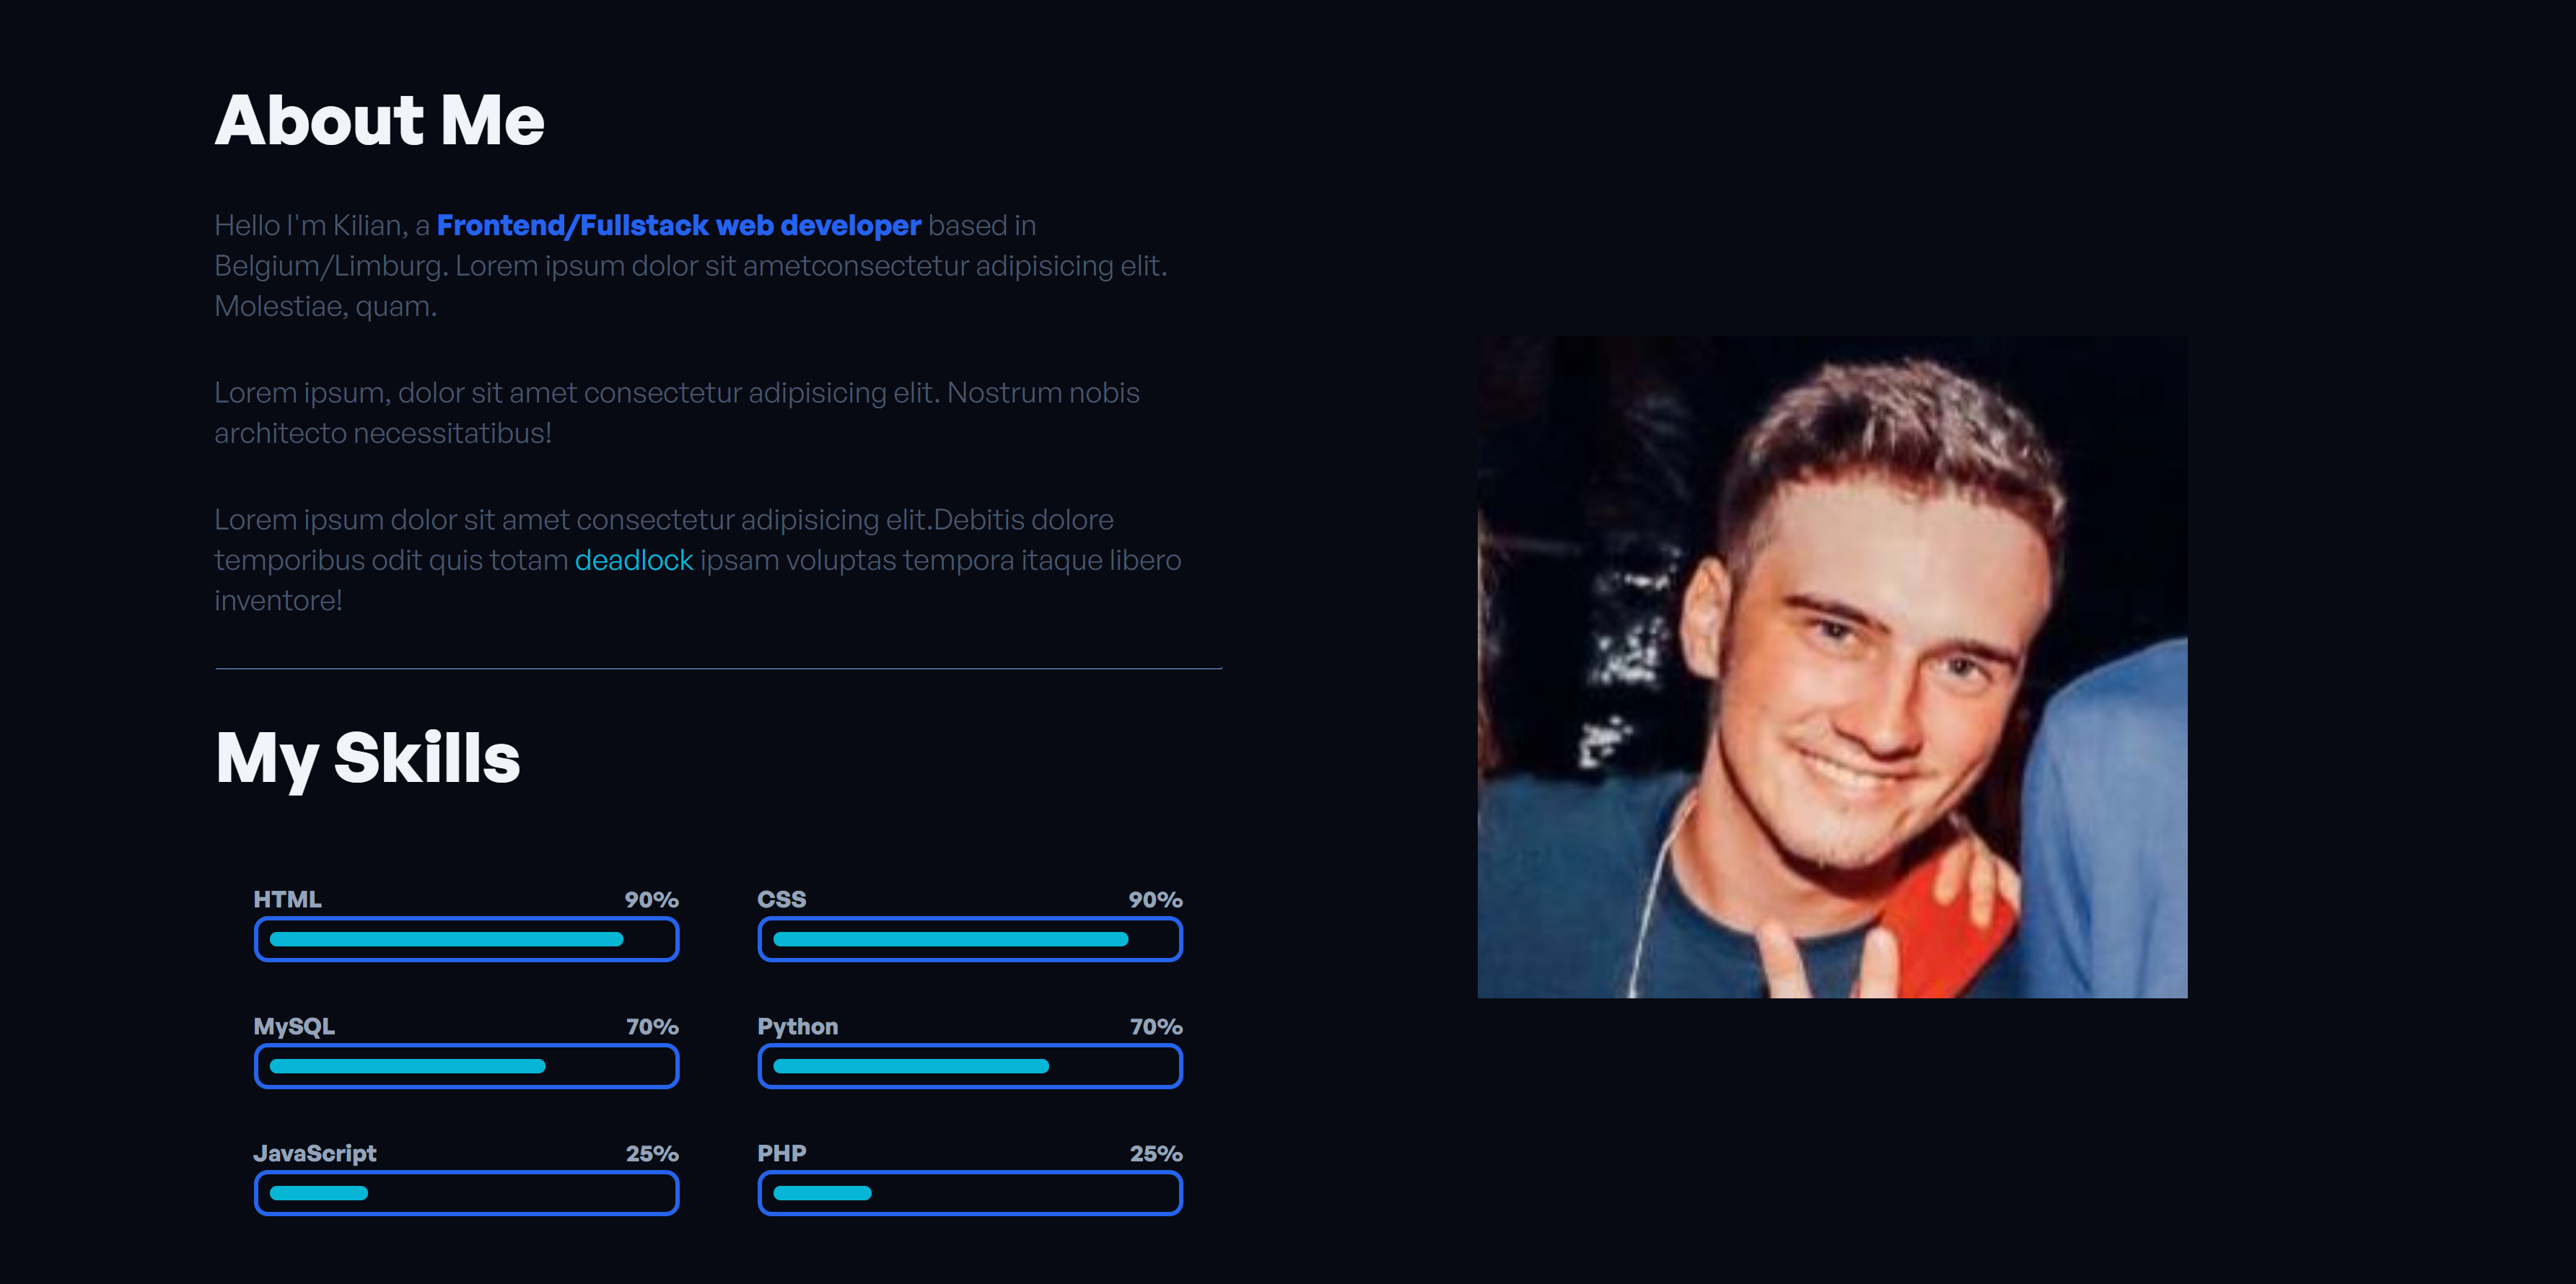 About Me
Hello I'm Kilian, a Frontend/Fullstack web developer based in
Belgium/Limburg. Lorem ipsum dolor sit ametconsectetur adipisicing elit.
Molestiae, quam.
Lorem ipsum, dolor sit amet consectetur adipisicing elit. Nostrum nobis
architecto necessitatibus!
Lorem ipsum dolor sit amet consectetur adipisicing elit.Debitis dolore
temporibus odit quis totam deadlock ipsam voluptas tempora itaque libero
inventore!
My Skills
HTML 90% CSS 90%
MySQL 70% Python 70%
JavaScript 25% PHP 25%